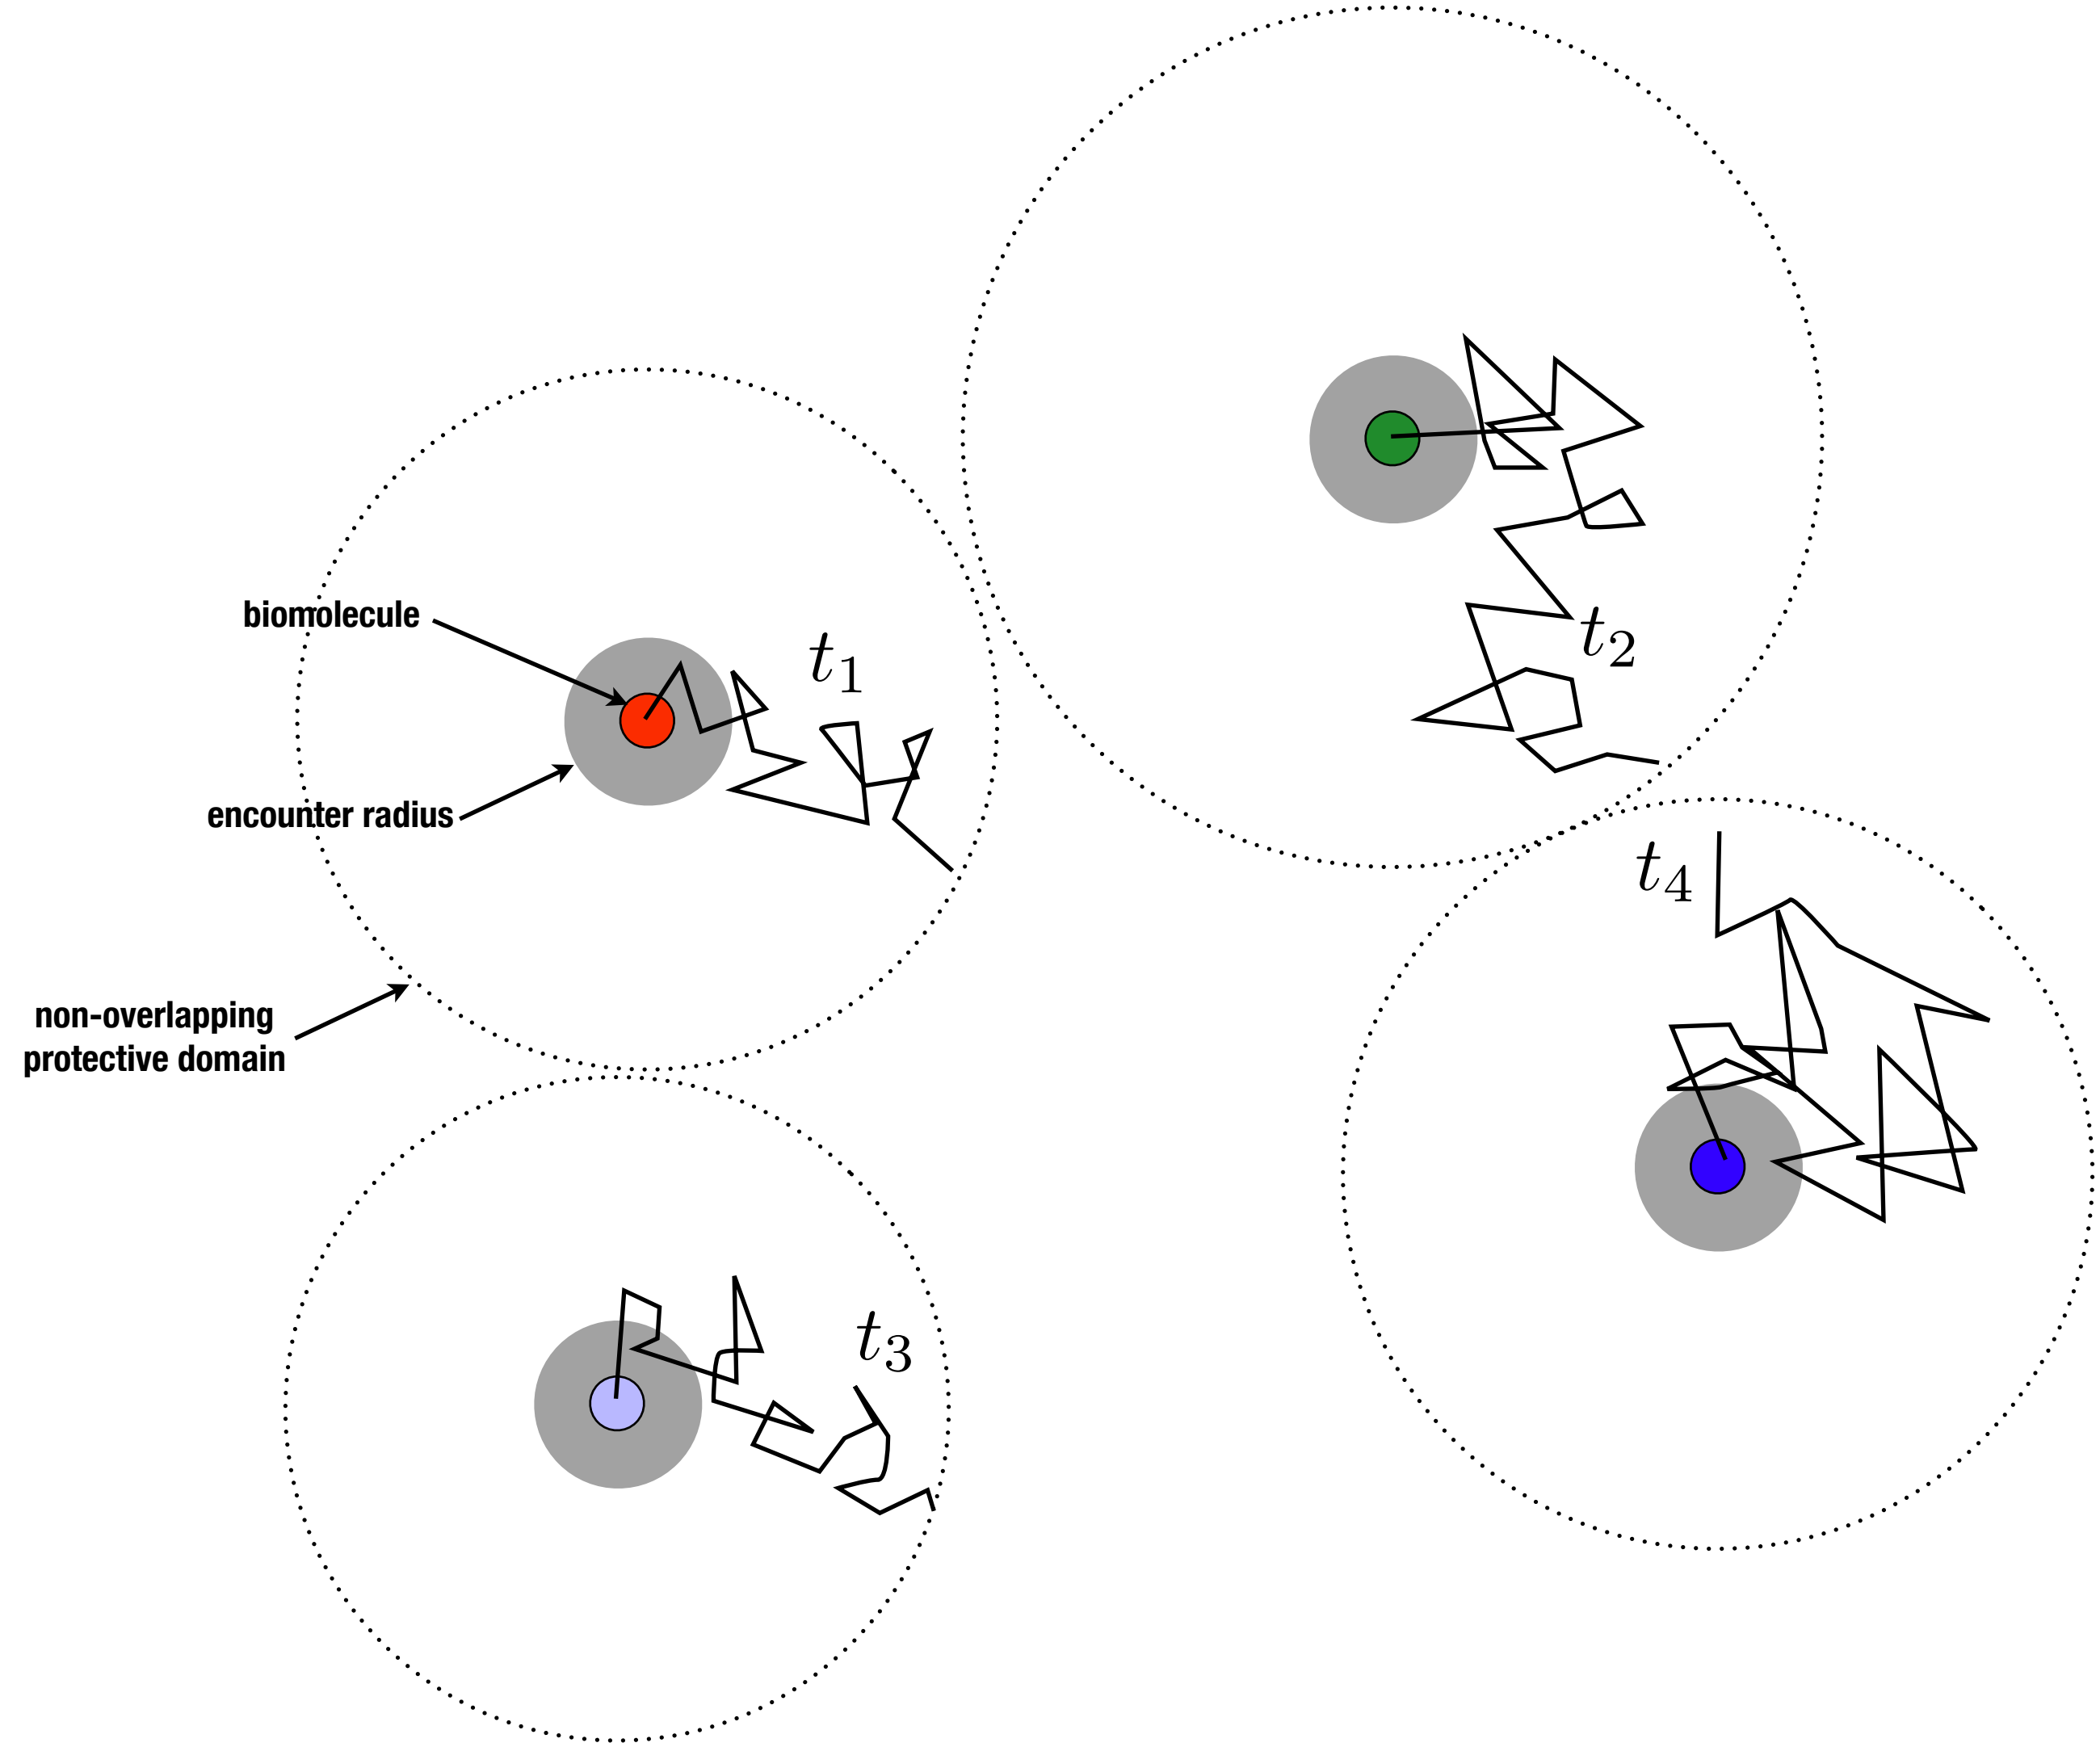 biomolecule
t₁
t₂
encounter radius
t₄
non-overlapping
protective domain
t₃